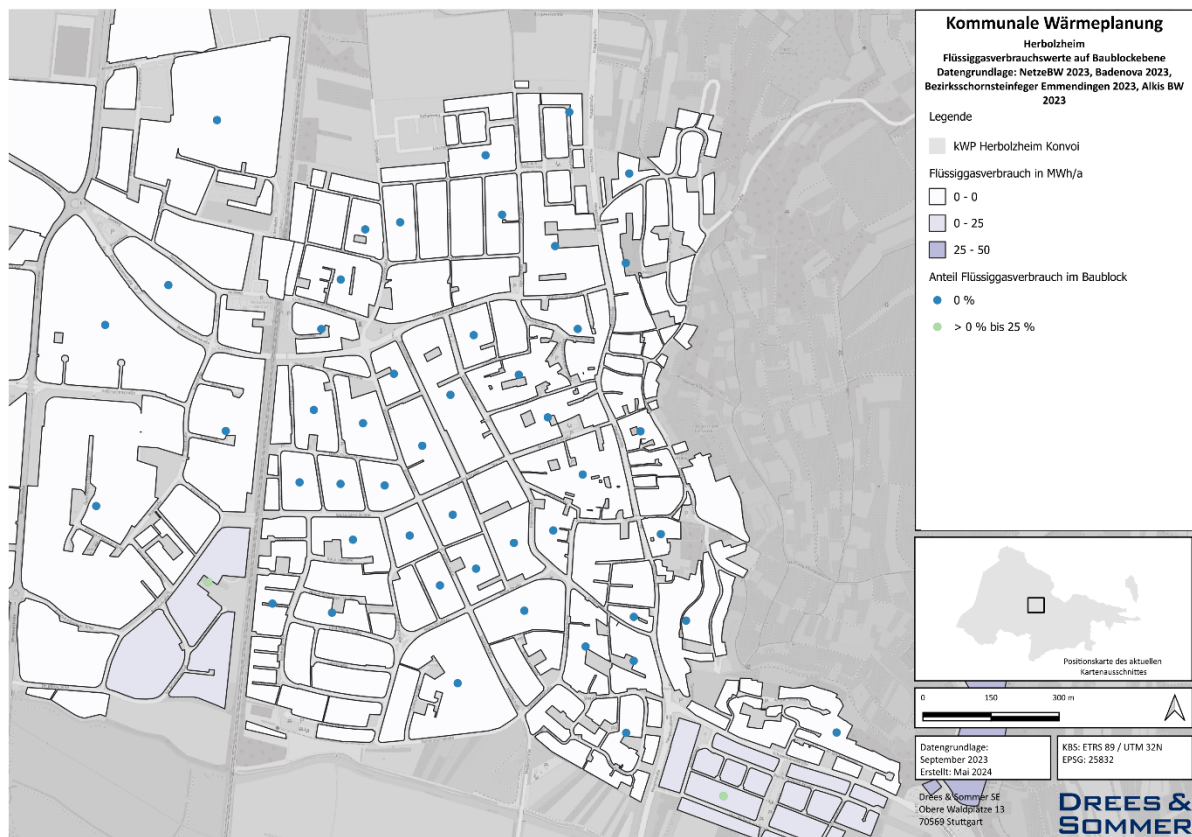 Kommunale Wärmeplanung
Herbolzheim
Flüssiggasverbrauchswerte auf Baublockebene
Datengrundlage: NetzeBW 2023, Badenova 2023,
Bezirksschornsteinfeger Emmendingen 2023, Alkis BW
2023
Legende
kWP Herbolzheim Konvoi
Flüssiggasverbrauch in MWh/a
0 - 0
0 - 25
25 - 50
Anteil Flüssiggasverbrauch im Baublock
0 %
> 0 % bis 25 %
Positionskarte des aktuellen
Kartenausschnittes
0 150 300 m
Datengrundlage:
September 2023
Erstellt: Mai 2024
KBS: ETRS 89 / UTM 32N
EPSG: 25832
Drees & Sommer SE
Obere Waldplätze 13
70569 Stuttgart
DREES &
SOMMER